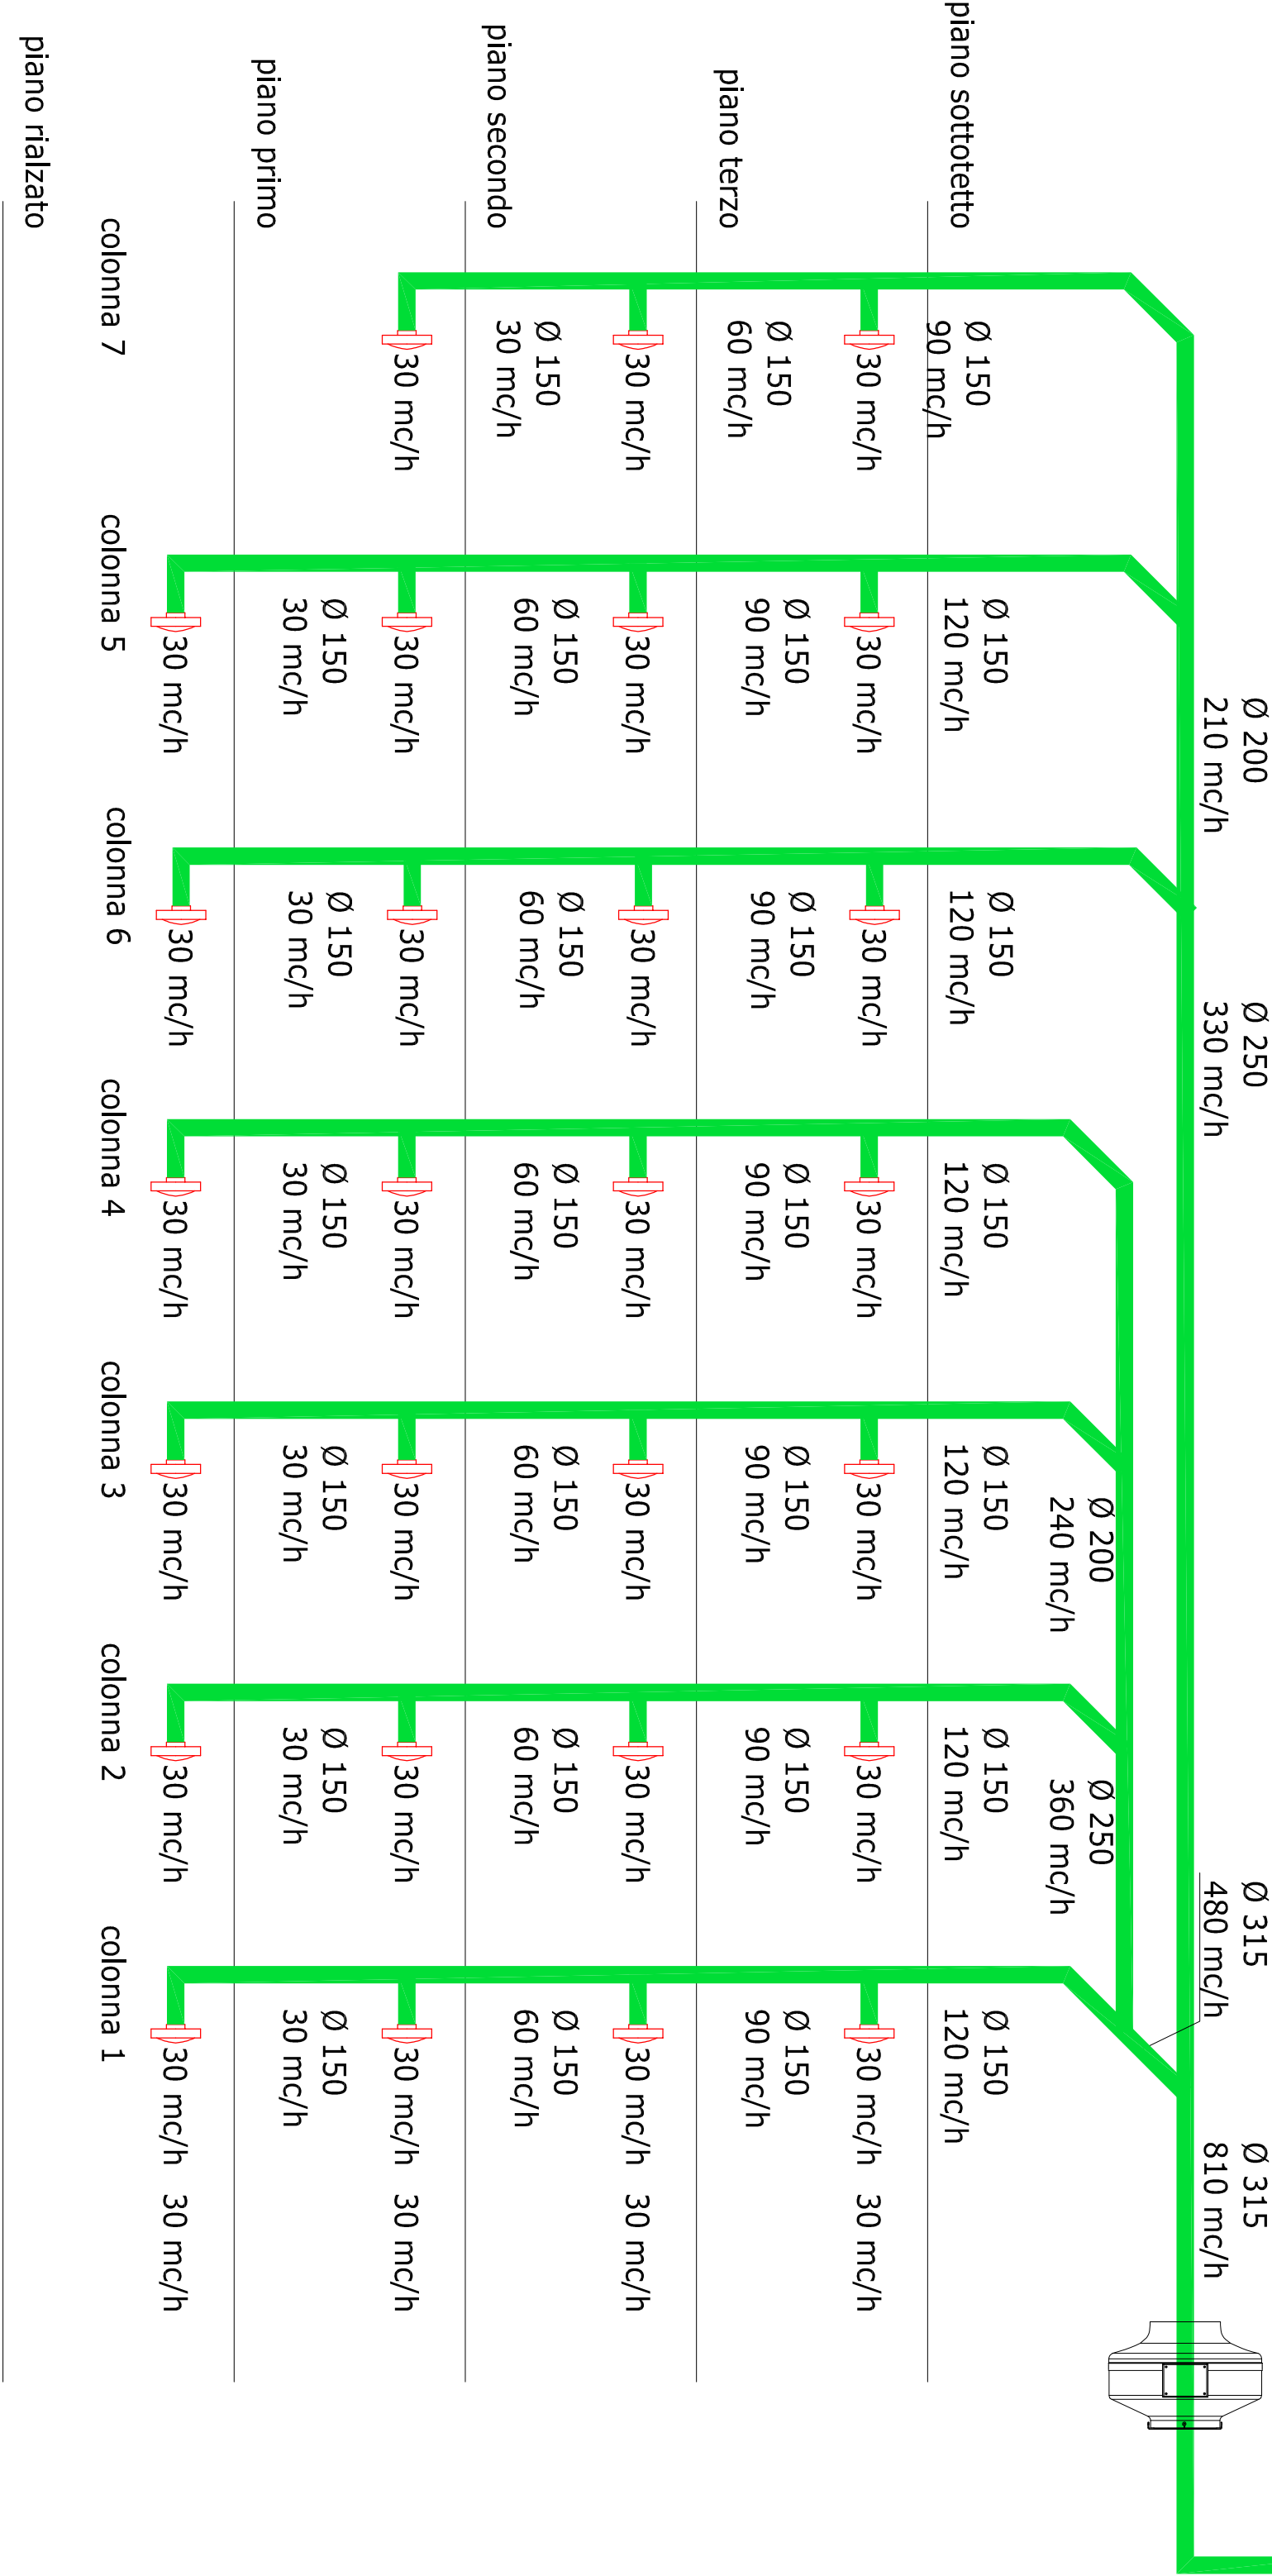 piano sottotetto
piano terzo
piano secondo
piano primo
piano rialzato
Ø 200
210 mc/h
Ø 250
330 mc/h
Ø 315
480 mc/h
Ø 315
810 mc/h
Ø 200
240 mc/h
Ø 250
360 mc/h
Ø 150
90 mc/h
30 mc/h
Ø 150
60 mc/h
30 mc/h
Ø 150
30 mc/h
30 mc/h
colonna 7
Ø 150
120 mc/h
30 mc/h
Ø 150
90 mc/h
30 mc/h
Ø 150
60 mc/h
30 mc/h
Ø 150
30 mc/h
30 mc/h
colonna 5
Ø 150
120 mc/h
30 mc/h
Ø 150
90 mc/h
30 mc/h
Ø 150
60 mc/h
30 mc/h
Ø 150
30 mc/h
30 mc/h
colonna 6
Ø 150
120 mc/h
30 mc/h
Ø 150
90 mc/h
30 mc/h
Ø 150
60 mc/h
30 mc/h
Ø 150
30 mc/h
30 mc/h
colonna 4
Ø 150
120 mc/h
30 mc/h
Ø 150
90 mc/h
30 mc/h
Ø 150
60 mc/h
30 mc/h
Ø 150
30 mc/h
30 mc/h
colonna 3
Ø 150
120 mc/h
30 mc/h
Ø 150
90 mc/h
30 mc/h
Ø 150
60 mc/h
30 mc/h
Ø 150
30 mc/h
30 mc/h
colonna 2
Ø 150
120 mc/h
30 mc/h 30 mc/h
Ø 150
90 mc/h
30 mc/h 30 mc/h
Ø 150
60 mc/h
30 mc/h 30 mc/h
Ø 150
30 mc/h
30 mc/h 30 mc/h
colonna 1